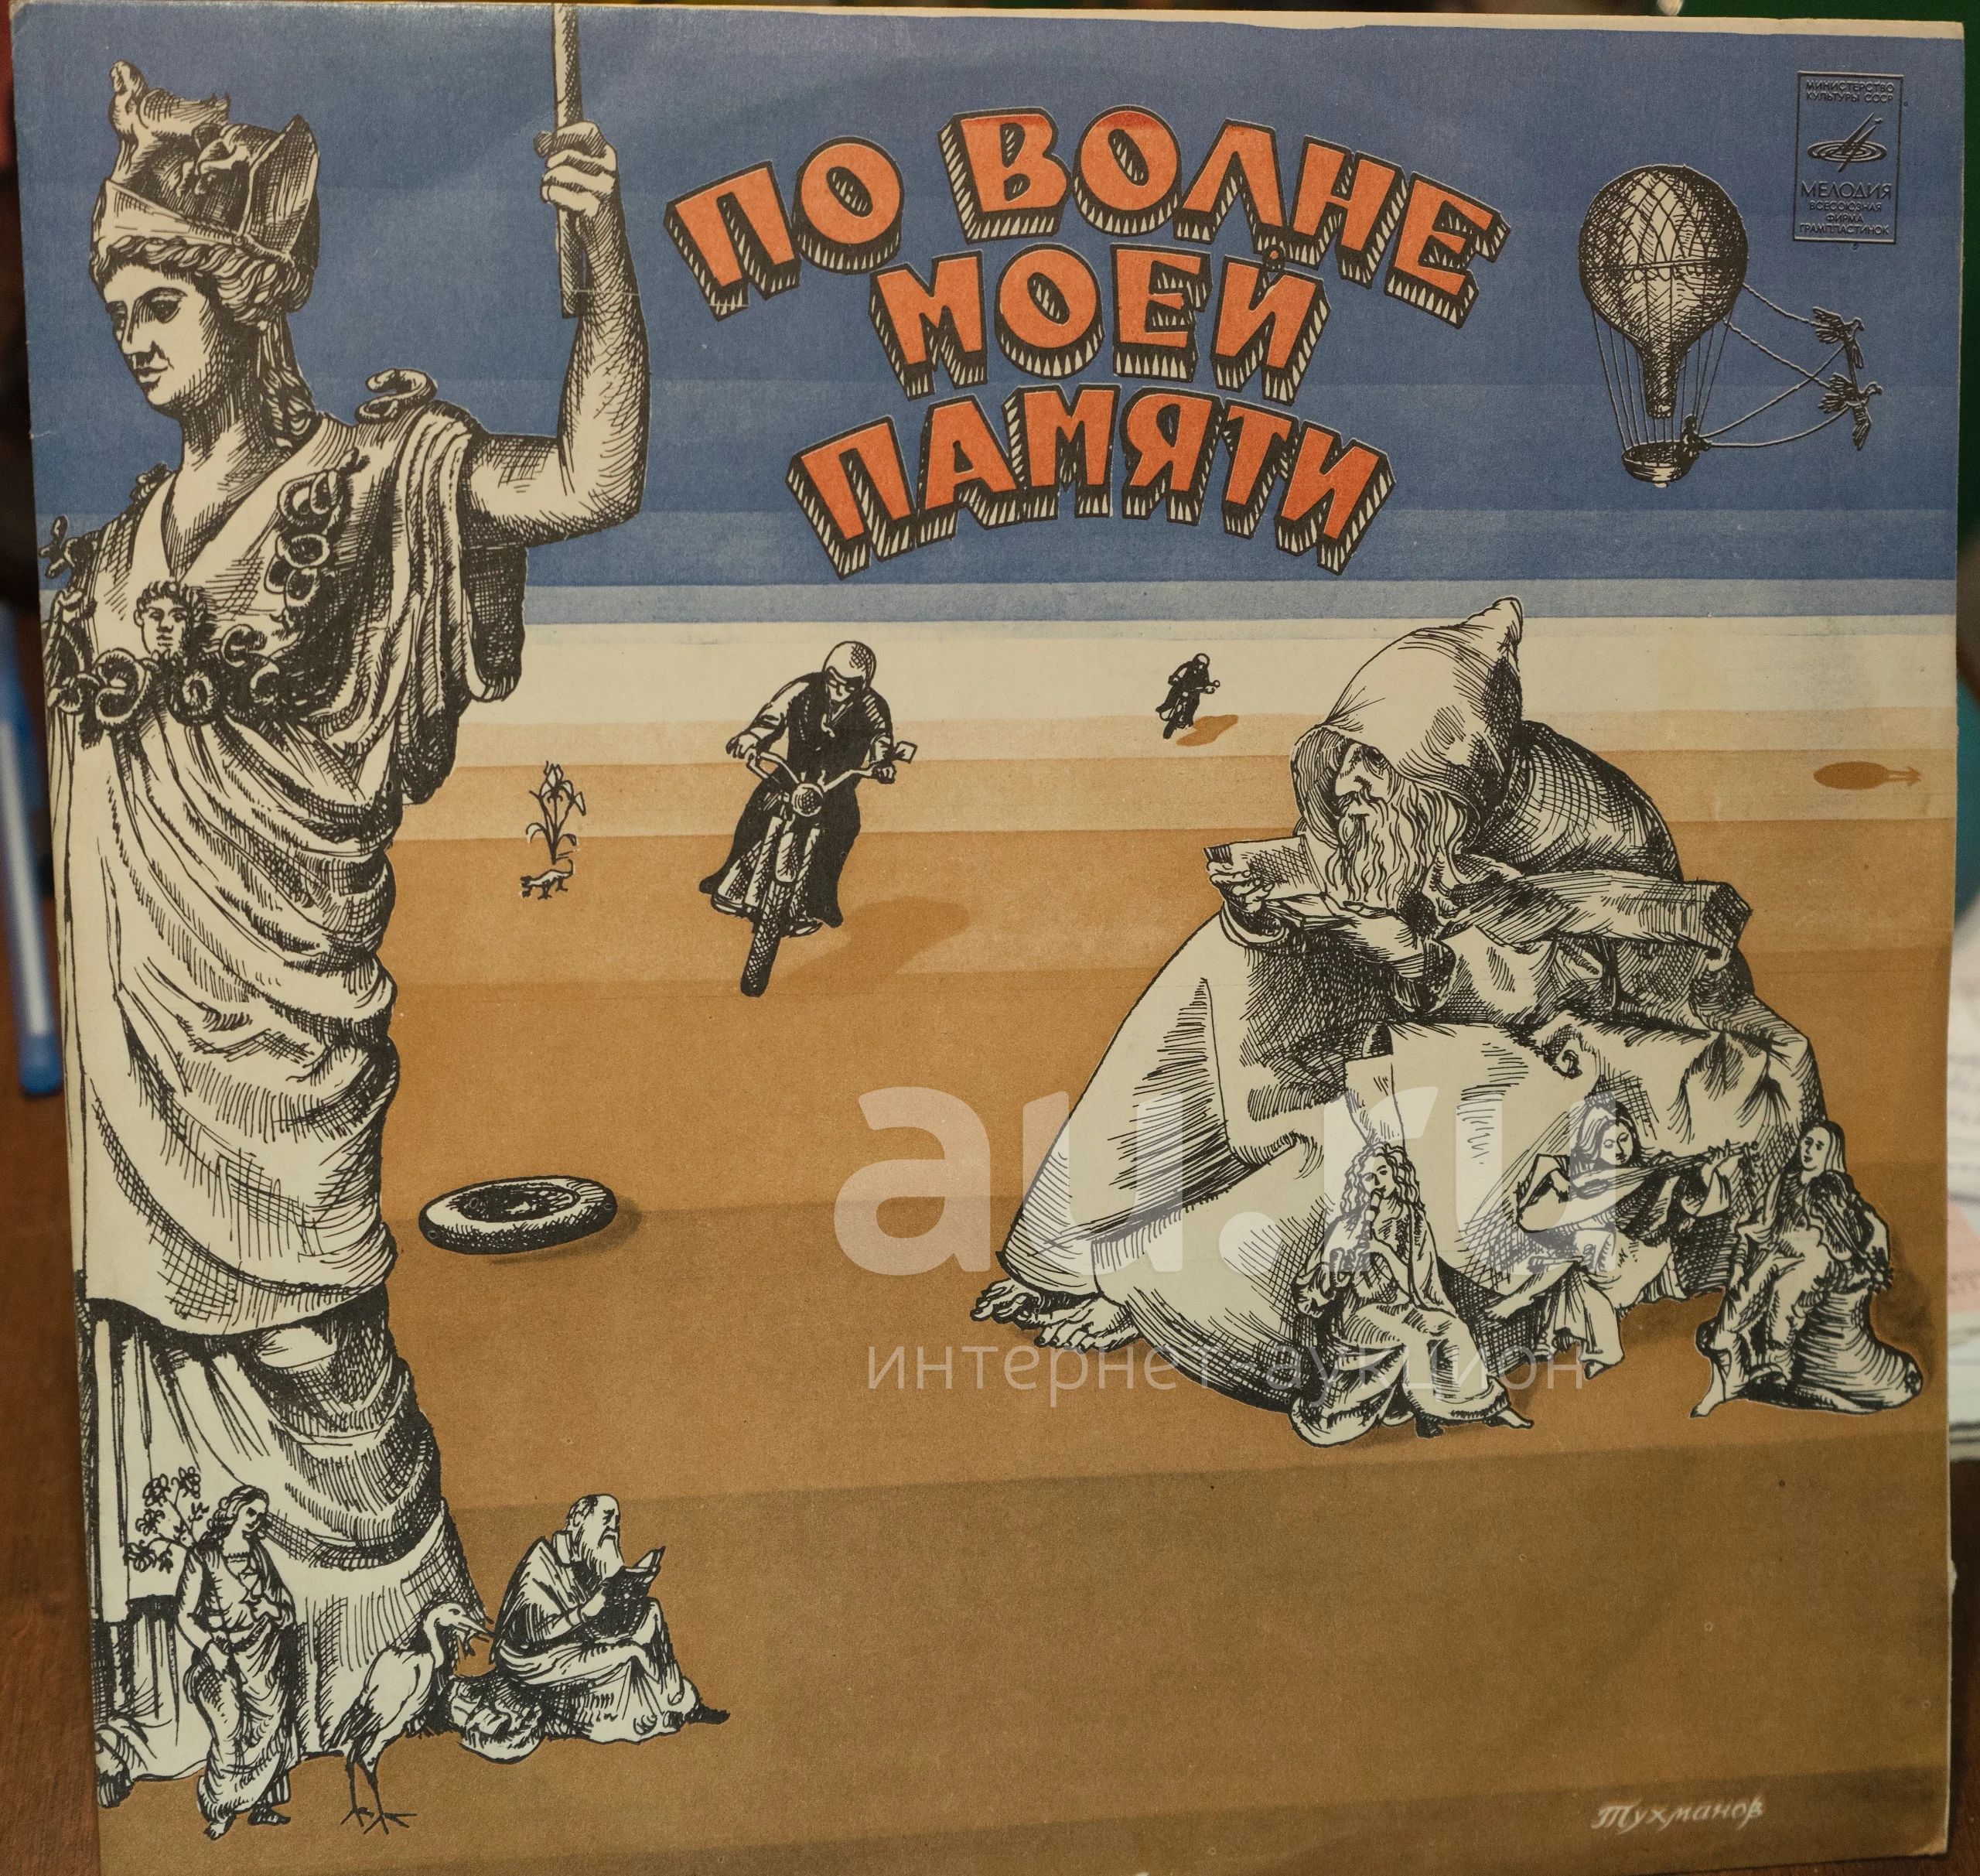 ПО ВОЛНЕ
МОЕЙ
ПАМЯТИ
МИНИСТЕРСТВО
КУЛЬТУРЫ СССР
МЕЛОДИЯ
ВСЕСОЮЗНАЯ
ФИРМА
ГРАМПЛАСТИНОК
au.ru
интернет-аукцион
Тухманов